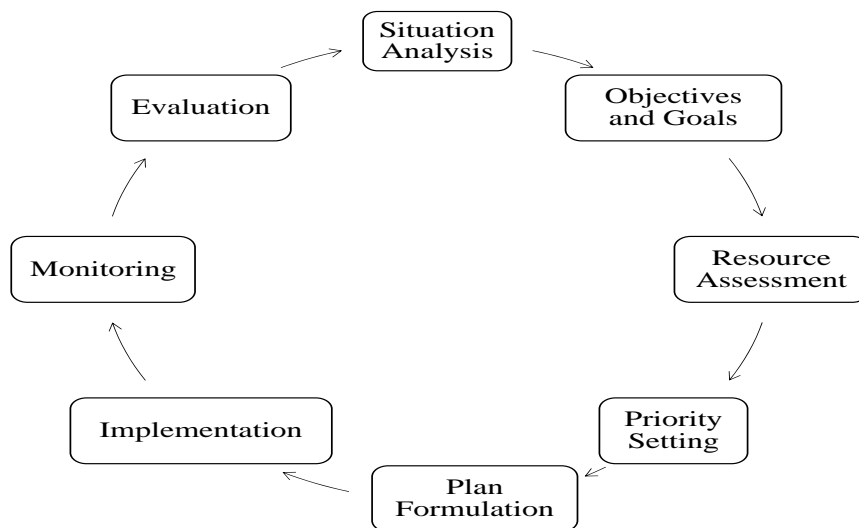 Situation
Analysis
Objectives
and Goals
Resource
Assessment
Priority
Setting
Plan
Formulation
Implementation
Monitoring
Evaluation